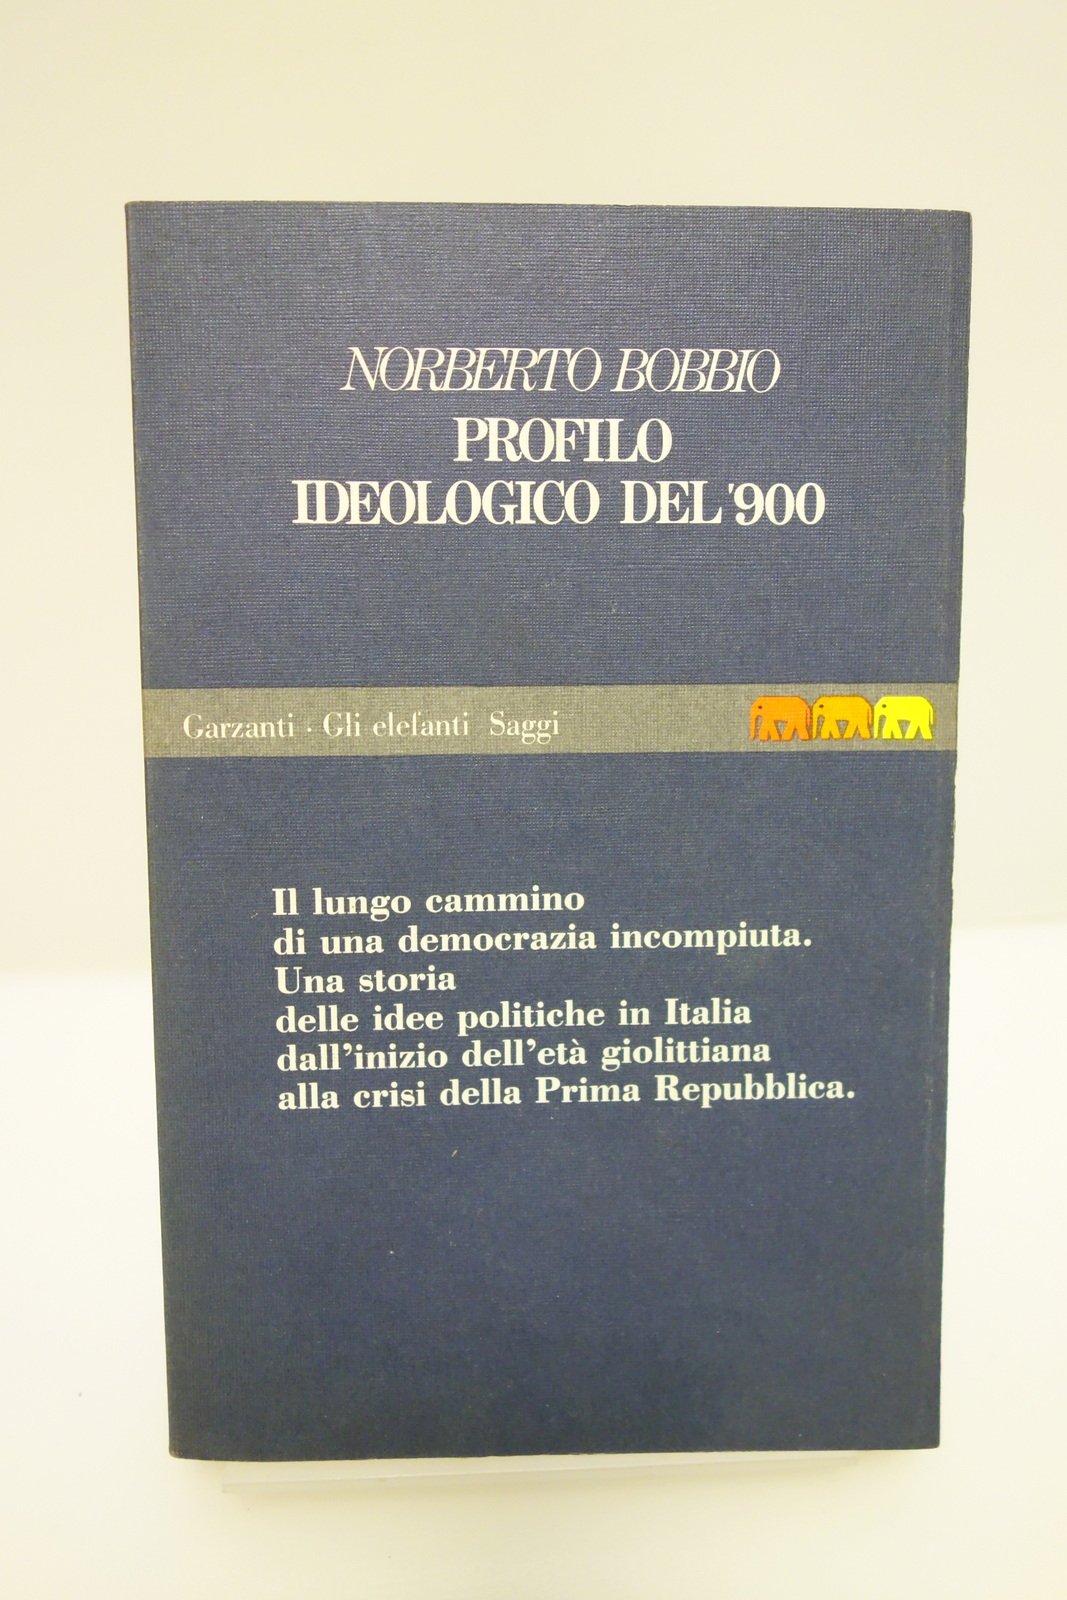 NORBERTO BOBBIO
PROFILO
IDEOLOGICO DEL '900
Garzanti · Gli elefanti Saggi
Il lungo cammino
di una democrazia incompiuta.
Una storia
delle idee politiche in Italia
dall'inizio dell'età giolittiana
alla crisi della Prima Repubblica.